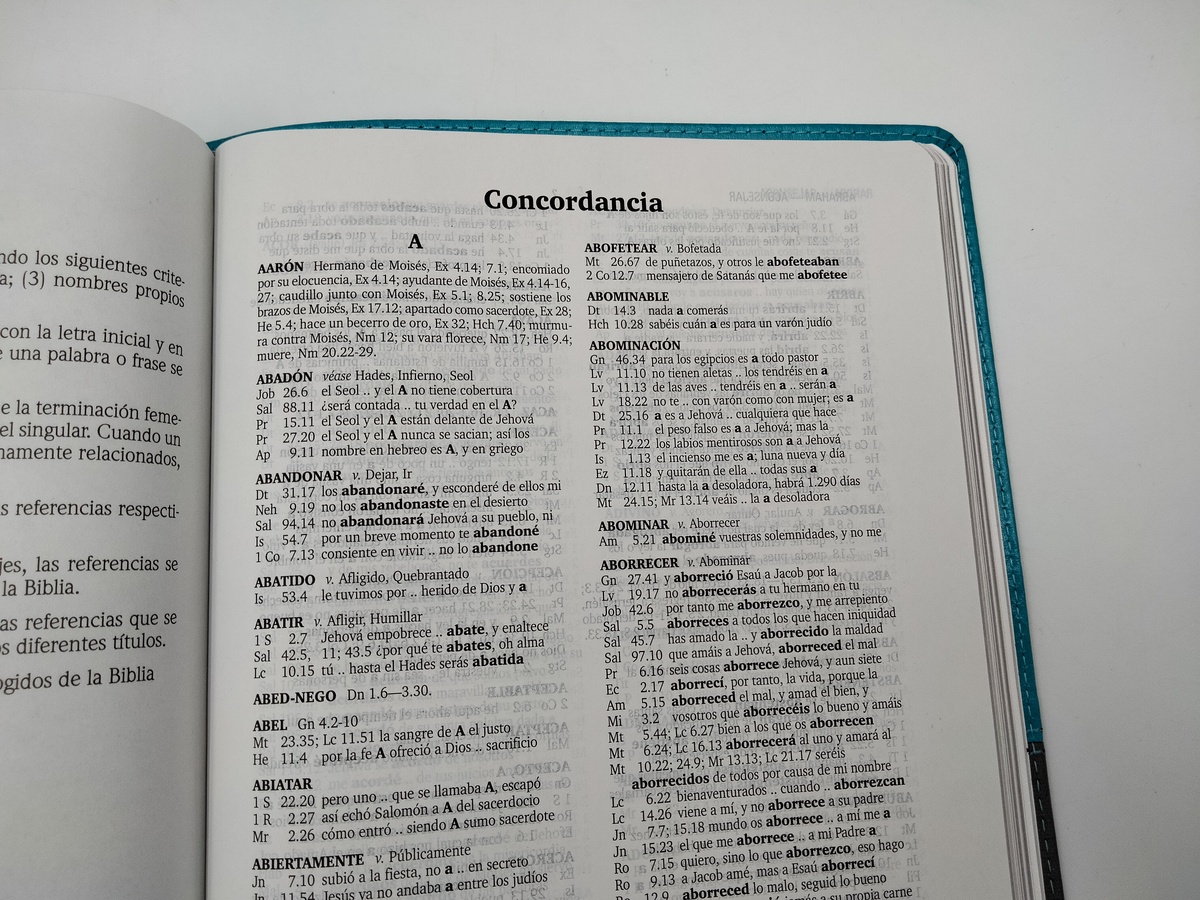 ndo los siguientes crite-
a; (3) nombres propios
con la letra inicial y en
e una palabra o frase se
e la terminación feme-
el singular. Cuando un
namente relacionados,
s referencias respecti-
jes, las referencias se
la Biblia.
as referencias que se
s diferentes títulos.
ogidos de la Biblia
Concordancia
A
AARÓN Hermano de Moisés, Ex 4.14; 7.1; encomiado
por su elocuencia, Ex 4.14; ayudante de Moisés, Ex 4.14-16,
27; caudillo junto con Moisés, Ex 5.1; 8.25; sostiene los
brazos de Moisés, Ex 17.12; apartado como sacerdote, Ex 28;
He 5.4; hace un becerro de oro, Ex 32; Hch 7.40; murmu-
ra contra Moisés, Nm 12; su vara florece, Nm 17; He 9.4;
muere, Nm 20.22-29.
ABADÓN véase Hades, Infierno, Seol
Job 26.6 el Seol .. y el A no tiene cobertura
Sal 88.11 ¿será contada .. tu verdad en el A?
Pr 15.11 el Seol y el A están delante de Jehová
Pr 27.20 el Seol y el A nunca se sacian; así los
Ap 9.11 nombre en hebreo es A, y en griego
ABANDONAR v. Dejar, Ir
Dt 31.17 los abandonaré, y esconderé de ellos mi
Neh 9.19 no los abandonaste en el desierto
Sal 94.14 no abandonará Jehová a su pueblo, ni
Is 54.7 por un breve momento te abandoné
1 Co 7.13 consiente en vivir .. no lo abandone
ABATIDO v. Afligido, Quebrantado
Is 53.4 le tuvimos por .. herido de Dios y a
ABATIR v. Afligir, Humillar
1 S 2.7 Jehová empobrece .. abate, y enaltece
Sal 42.5, 11; 43.5 ¿por qué te abates, oh alma
Lc 10.15 tú .. hasta el Hades serás abatida
ABED-NEGO Dn 1.6—3.30.
ABEL Gn 4.2-10
Mt 23.35; Lc 11.51 la sangre de A el justo
He 11.4 por la fe A ofreció a Dios .. sacrificio
ABIATAR
1 S 22.20 pero uno .. que se llamaba A, escapó
1 R 2.27 así echó Salomón a A del sacerdocio
Mr 2.26 cómo entró .. siendo A sumo sacerdote
ABIERTAMENTE v. Públicamente
Jn 7.10 subió a la fiesta, no a .. en secreto
Jn 11.54 Jesús ya no andaba a entre los judíos
ABOFETEAR v. Bofetada
Mt 26.67 de puñetazos, y otros le abofeteaban
2 Co 12.7 mensajero de Satanás que me abofetee
ABOMINABLE
Dt 14.3 nada a comerás
Hch 10.28 sabéis cuán a es para un varón judío
ABOMINACIÓN
Gn 46.34 para los egipcios es a todo pastor
Lv 11.10 no tienen aletas .. los tendréis en a
Lv 11.13 de las aves .. tendréis en a .. serán a
Lv 18.22 no te .. con varón como con mujer; es a
Dt 25.16 a es a Jehová .. cualquiera que hace
Pr 11.1 el peso falso es a a Jehová; mas la
Pr 12.22 los labios mentirosos son a a Jehová
Is 1.13 el incienso me es a; luna nueva y día
Ez 11.18 y quitarán de ella .. todas sus a
Dn 12.11 hasta la a desoladora, habrá 1.290 días
Mt 24.15; Mr 13.14 veáis .. la a desoladora
ABOMINAR v. Aborrecer
Am 5.21 abominé vuestras solemnidades, y no me
ABORRECER v. Abominar
Gn 27.41 y aborreció Esaú a Jacob por la
Lv 19.17 no aborrecerás a tu hermano en tu
Job 42.6 por tanto me aborrezco, y me arrepiento
Sal 5.5 aborreces a todos los que hacen iniquidad
Sal 45.7 has amado la .. y aborrecido la maldad
Sal 97.10 que amáis a Jehová, aborreced el mal
Pr 6.16 seis cosas aborrece Jehová, y aun siete
Ec 2.17 aborrecí, por tanto, la vida, porque la
Am 5.15 aborreced el mal, y amad el bien, y
Mi 3.2 vosotros que aborrecéis lo bueno y amáis
Mt 5.44; Lc 6.27 bien a los que os aborrecen
Mt 6.24; Lc 16.13 aborrecerá al uno y amará al
Mt 10.22; 24.9; Mr 13.13; Lc 21.17 seréis
aborrecidos de todos por causa de mi nombre
Lc 6.22 bienaventurados .. cuando .. aborrezcan
Lc 14.26 viene a mí, y no aborrece a su padre
Jn 7.7; 15.18 mundo os aborrece .. a mí me a
Jn 15.23 el que me aborrece .. a mi Padre a
Ro 7.15 quiero, sino lo que aborrezco, eso hago
Ro 9.13 a Jacob amé, mas a Esaú aborrecí
Ro 12.9 aborreced lo malo, seguid lo bueno
a su propia carne